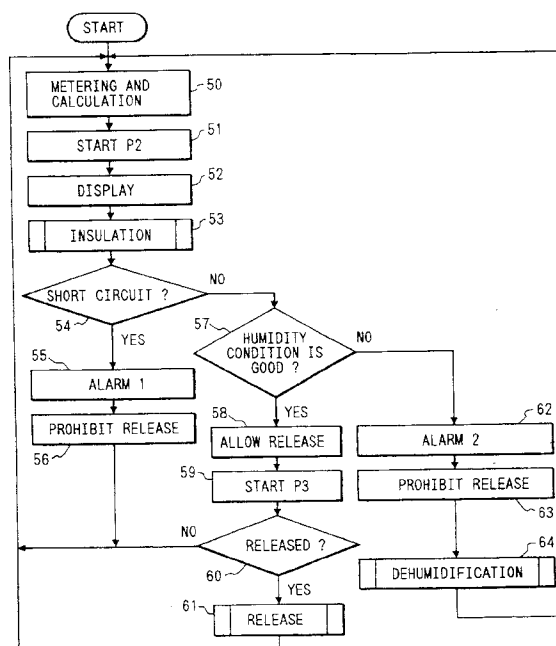 START
METERING AND
CALCULATION
50
START P2
51
DISPLAY
52
INSULATION
53
SHORT CIRCUIT ?
54
NO
YES
55
ALARM 1
PROHIBIT RELEASE
56
57
HUMIDITY
CONDITION IS
GOOD ?
NO
YES
58
ALLOW RELEASE
59
START P3
NO
RELEASED ?
60
YES
61
RELEASE
62
ALARM 2
PROHIBIT RELEASE
63
64
DEHUMIDIFICATION